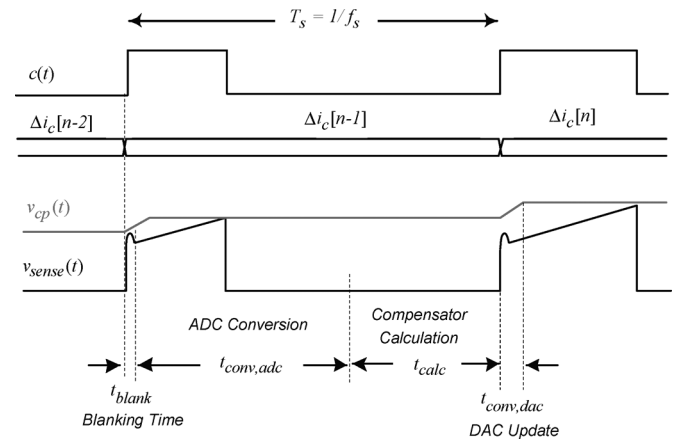 T_s = 1/f_s
c(t)
Δi_c[n-2] Δi_c[n-1] Δi_c[n]
v_cp(t)
v_sense(t)
ADC Conversion
Compensator
Calculation
t_conv,adc
t_calc
t_blank
Blanking Time
t_conv,dac
DAC Update